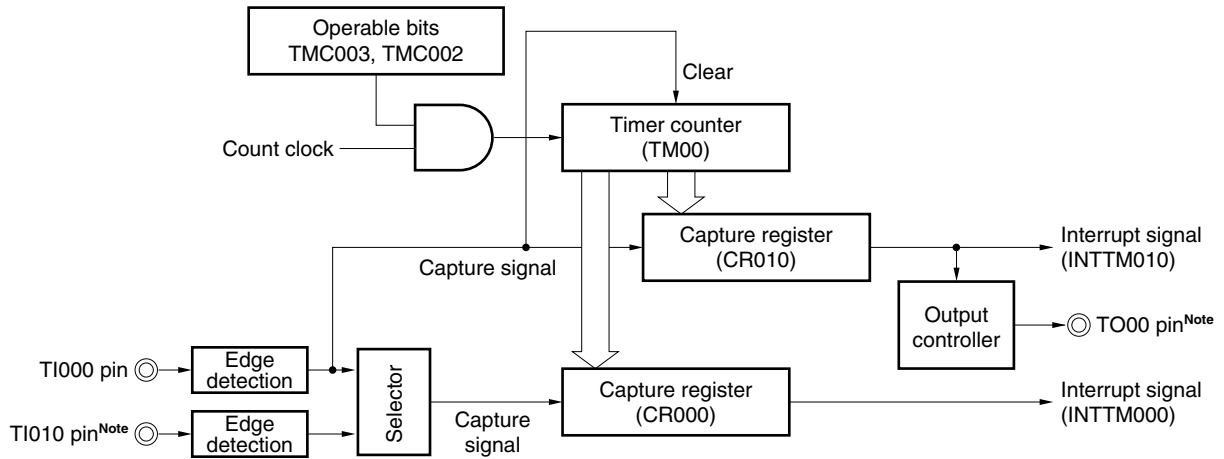 Operable bits
TMC003, TMC002
Clear
Timer counter
(TM00)
Count clock
Capture register
(CR010)
Interrupt signal
(INTTM010)
Capture signal
Output
controller
TO00 pinNote
TI000 pin
Edge
detection
Selector
Capture register
(CR000)
Interrupt signal
(INTTM000)
TI010 pinNote
Edge
detection
Capture
signal